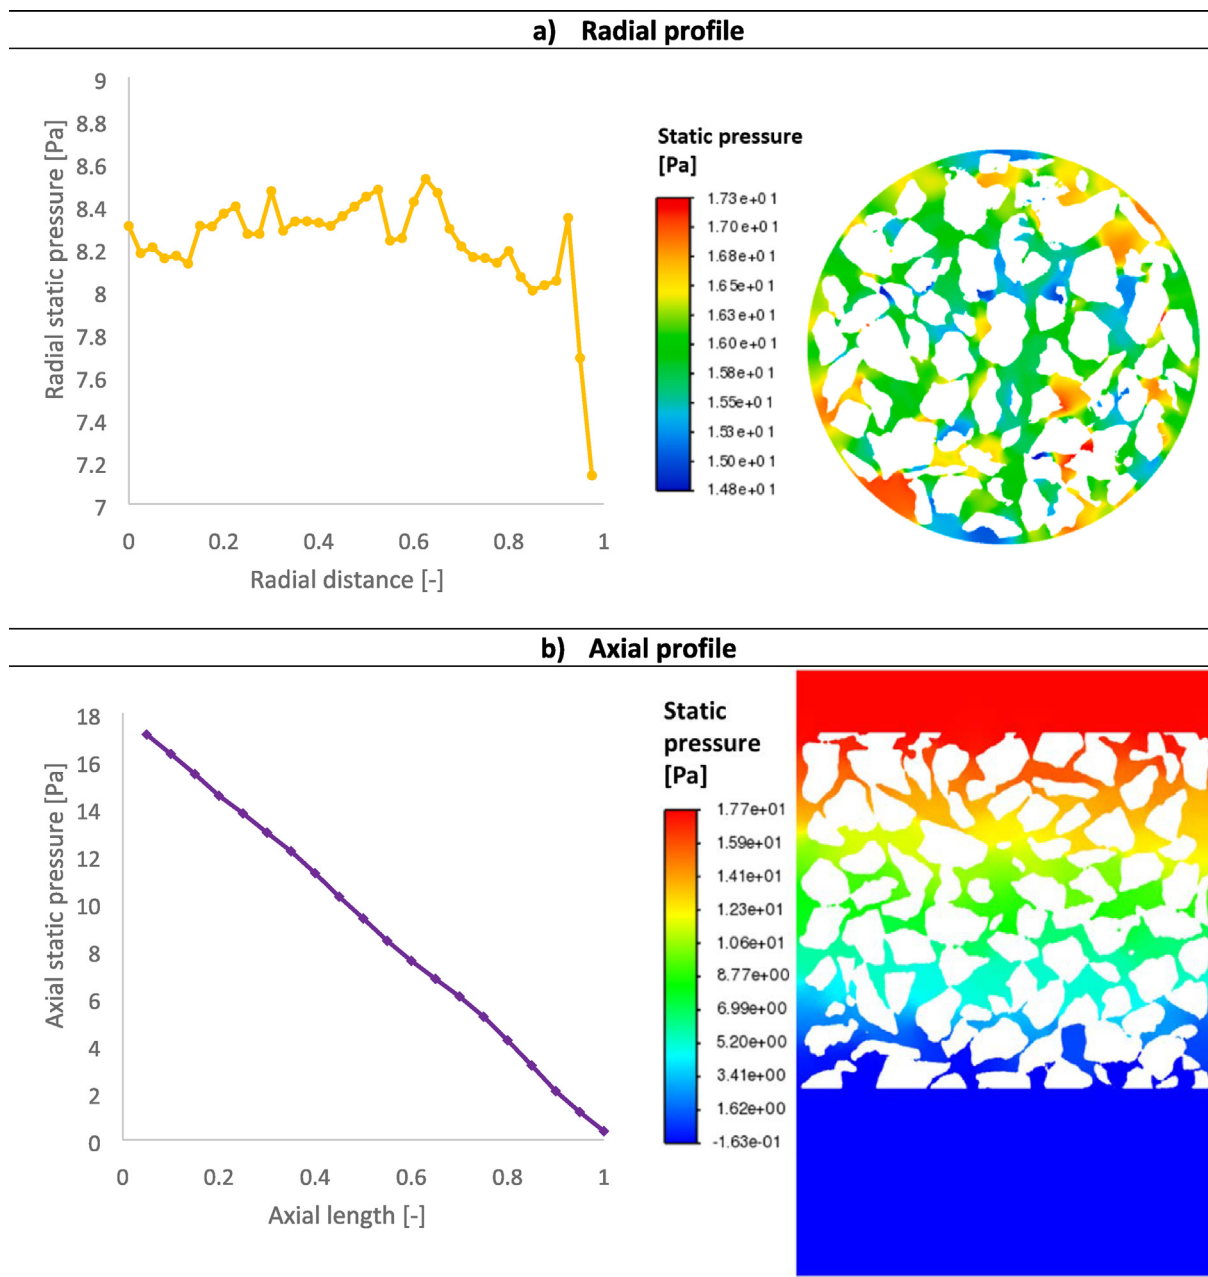 a) Radial profile
Radial static pressure [Pa]
9
8.8
8.6
8.4
8.2
8
7.8
7.6
7.4
7.2
7
0 0.2 0.4 0.6 0.8 1
Radial distance [-]
Static pressure
[Pa]
1.73e+01
1.70e+01
1.68e+01
1.65e+01
1.63e+01
1.60e+01
1.58e+01
1.55e+01
1.53e+01
1.50e+01
1.48e+01
b) Axial profile
Axial static pressure [Pa]
18
16
14
12
10
8
6
4
2
0
0 0.2 0.4 0.6 0.8 1
Axial length [-]
Static
pressure
[Pa]
1.77e+01
1.59e+01
1.41e+01
1.23e+01
1.06e+01
8.77e+00
6.99e+00
5.20e+00
3.41e+00
1.62e+00
-1.63e-01